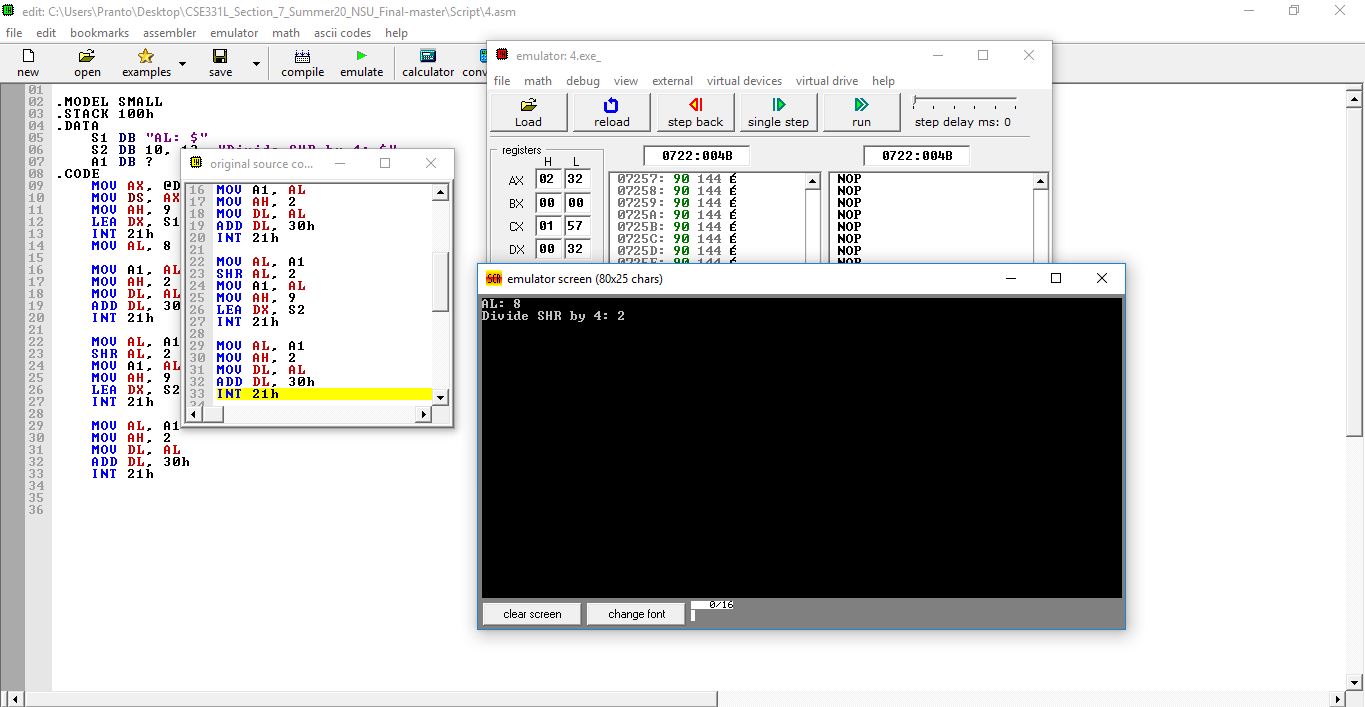 edit: C:\Users\Pranto\Desktop\CSE331L_Section_7_Summer20_NSU_Final-master\Script\4.asm
file edit bookmarks assembler emulator math ascii codes help
new open examples save compile emulate calculator conv
01
02 .MODEL SMALL
03 .STACK 100h
04 .DATA
05 S1 DB "AL: $"
06 S2 DB 10, 13, "Divide SHR by 4: $"
07 A1 DB ?
08 .CODE
09 MOV AX, @D
10 MOV DS, AX
11 MOV AH, 9
12 LEA DX, S1
13 INT 21h
14 MOV AL, 8
15
16 MOV A1, AL
17 MOV AH, 2
18 MOV DL, AL
19 ADD DL, 30
20 INT 21h
21
22 MOV AL, A1
23 SHR AL, 2
24 MOV A1, AL
25 MOV AH, 9
26 LEA DX, S2
27 INT 21h
28
29 MOV AL, A1
30 MOV AH, 2
31 MOV DL, AL
32 ADD DL, 30h
33 INT 21h
34
35
36
original source co...
16 MOV A1, AL
17 MOV AH, 2
18 MOV DL, AL
19 ADD DL, 30h
20 INT 21h
21
22 MOV AL, A1
23 SHR AL, 2
24 MOV A1, AL
25 MOV AH, 9
26 LEA DX, S2
27 INT 21h
28
29 MOV AL, A1
30 MOV AH, 2
31 MOV DL, AL
32 ADD DL, 30h
33 INT 21h
emulator: 4.exe_
file math debug view external virtual devices virtual drive help
Load reload step back single step run step delay ms: 0
registers
H L
AX 02 32
BX 00 00
CX 01 57
DX 00 32
0722:004B 0722:004B
07257: 90 144 É NOP
07258: 90 144 É NOP
07259: 90 144 É NOP
0725A: 90 144 É NOP
0725B: 90 144 É NOP
0725C: 90 144 É NOP
0725D: 90 144 É NOP
emulator screen (80x25 chars)
AL: 8
Divide SHR by 4: 2
clear screen change font 0/16